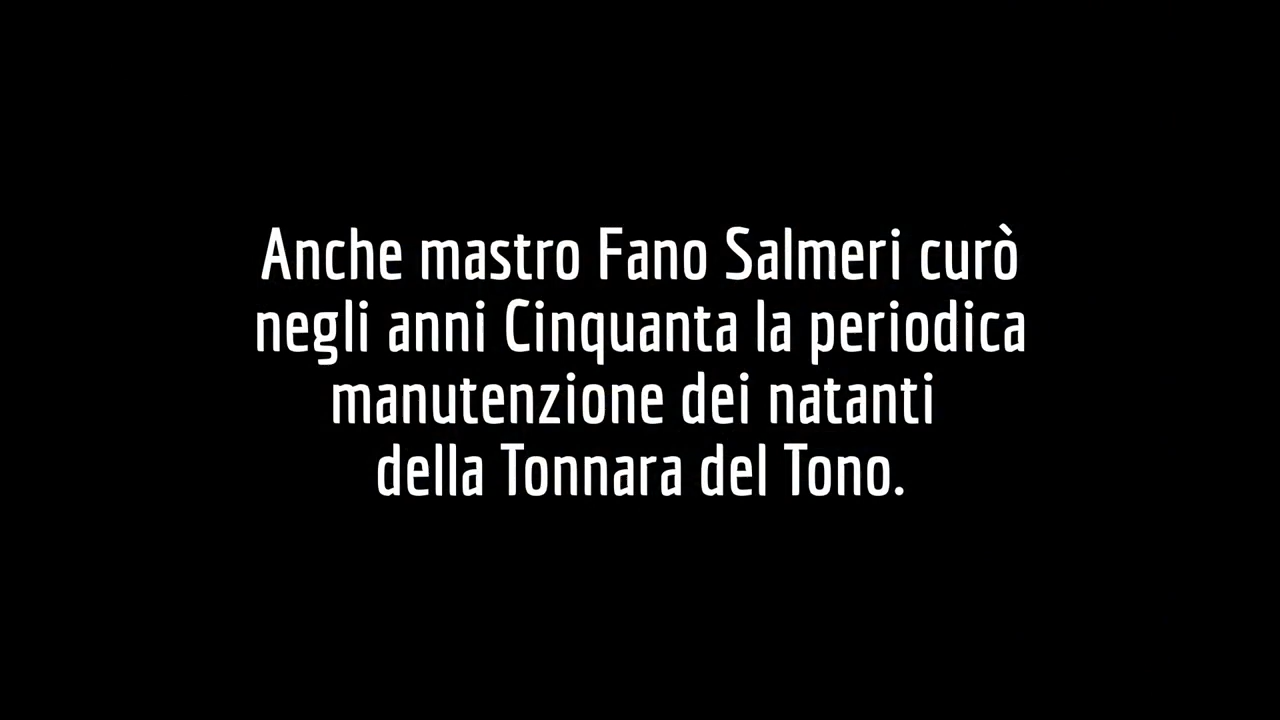 Anche mastro Fano Salmeri curò
negli anni Cinquanta la periodica
manutenzione dei natanti
della Tonnara del Tono.